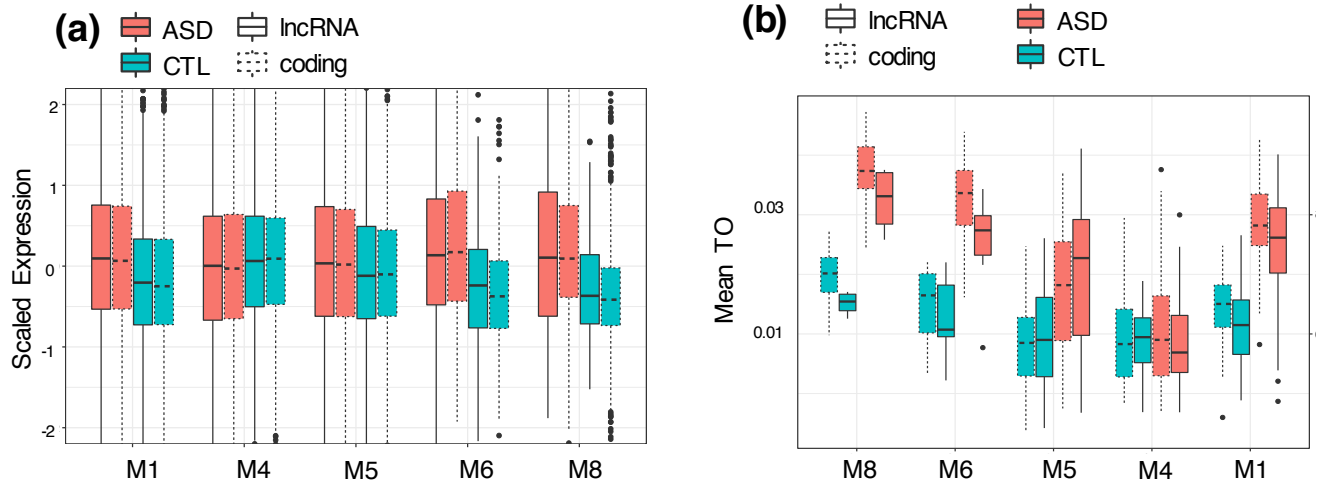 (a)
ASD lncRNA
CTL coding
Scaled Expression
2
1
0
-1
-2
M1 M4 M5 M6 M8
(b)
lncRNA ASD
coding CTL
Mean TO
0.03
0.01
M8 M6 M5 M4 M1